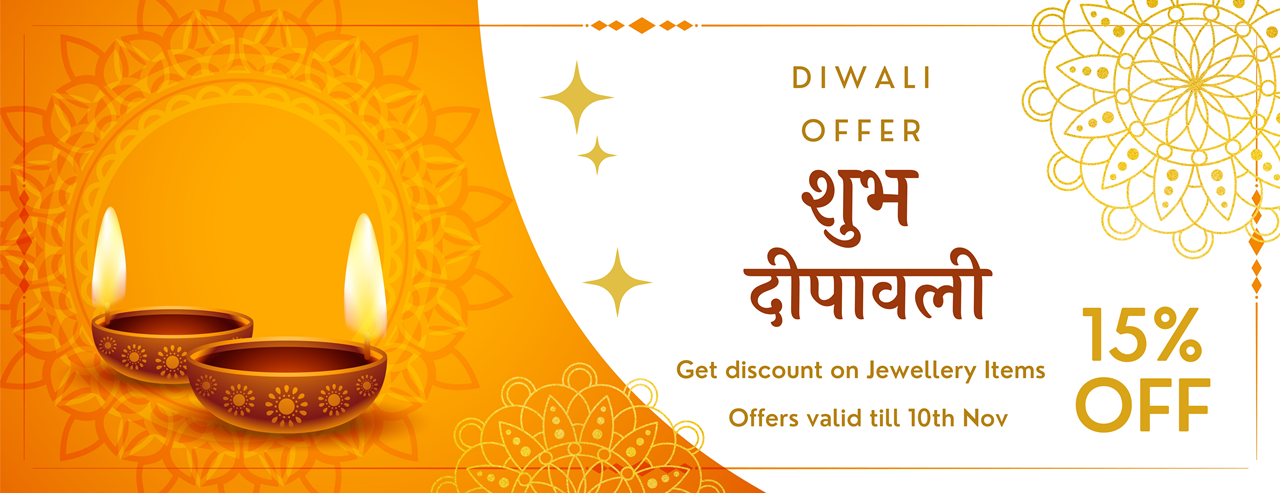 DIWALI
OFFER
शुभ
दीपावली
Get discount on Jewellery Items
Offers valid till 10th Nov
15%
OFF